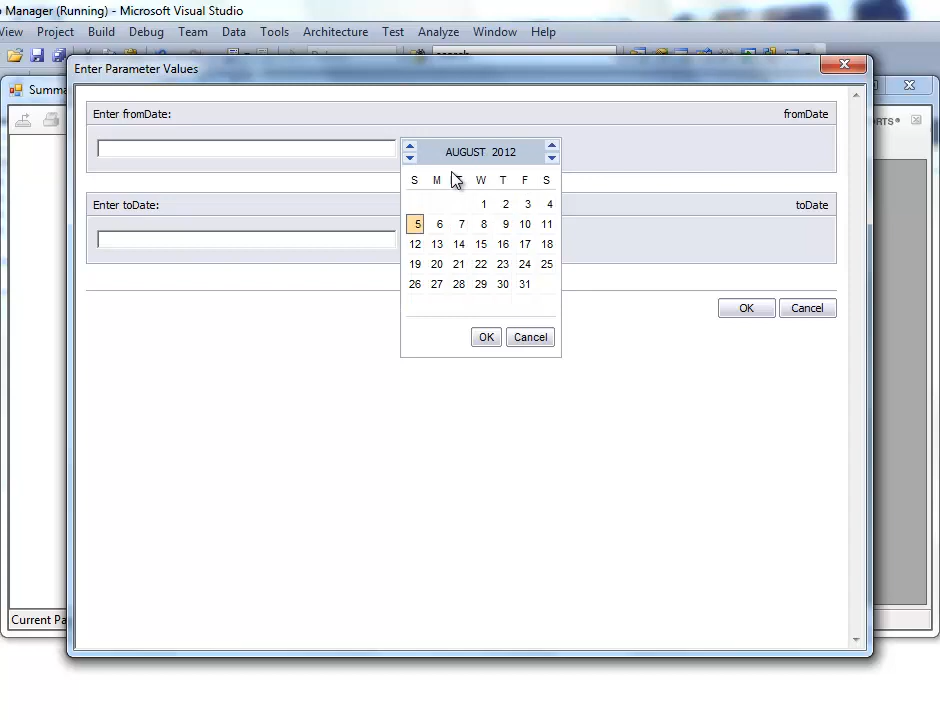 o Manager (Running) - Microsoft Visual Studio
View Project Build Debug Team Data Tools Architecture Test Analyze Window Help
Enter Parameter Values
Summa
ORTS*
Enter fromDate: fromDate
AUGUST 2012
S M T W T F S
1 2 3 4
5 6 7 8 9 10 11
12 13 14 15 16 17 18
19 20 21 22 23 24 25
26 27 28 29 30 31
OK Cancel
Enter toDate: toDate
OK Cancel
Current Pa